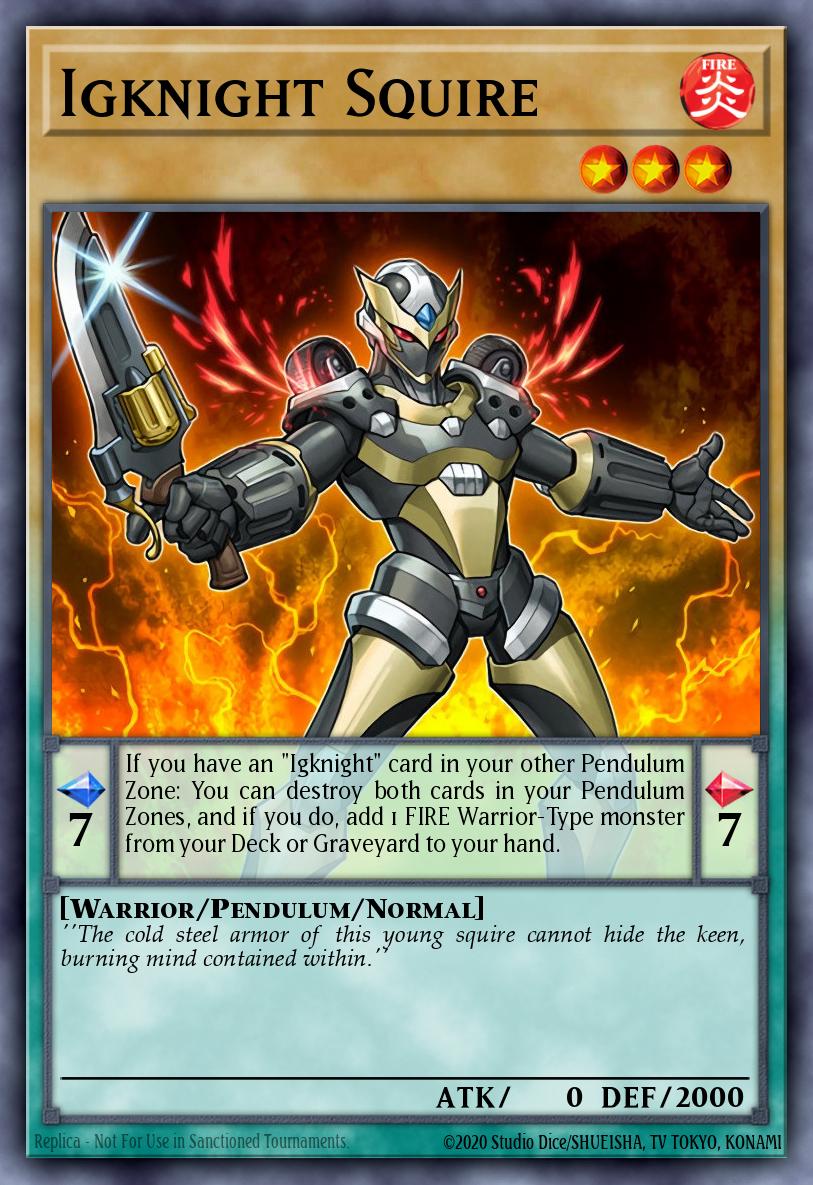 Igknight Squire
FIRE
炎
If you have an "Igknight" card in your other Pendulum
Zone: You can destroy both cards in your Pendulum
Zones, and if you do, add 1 FIRE Warrior-Type monster
from your Deck or Graveyard to your hand.
7
7
[Warrior/Pendulum/Normal]
''The cold steel armor of this young squire cannot hide the keen,
burning mind contained within.''
ATK/ 0 DEF/2000
Replica - Not For Use in Sanctioned Tournaments.
©2020 Studio Dice/SHUEISHA, TV TOKYO, KONAMI